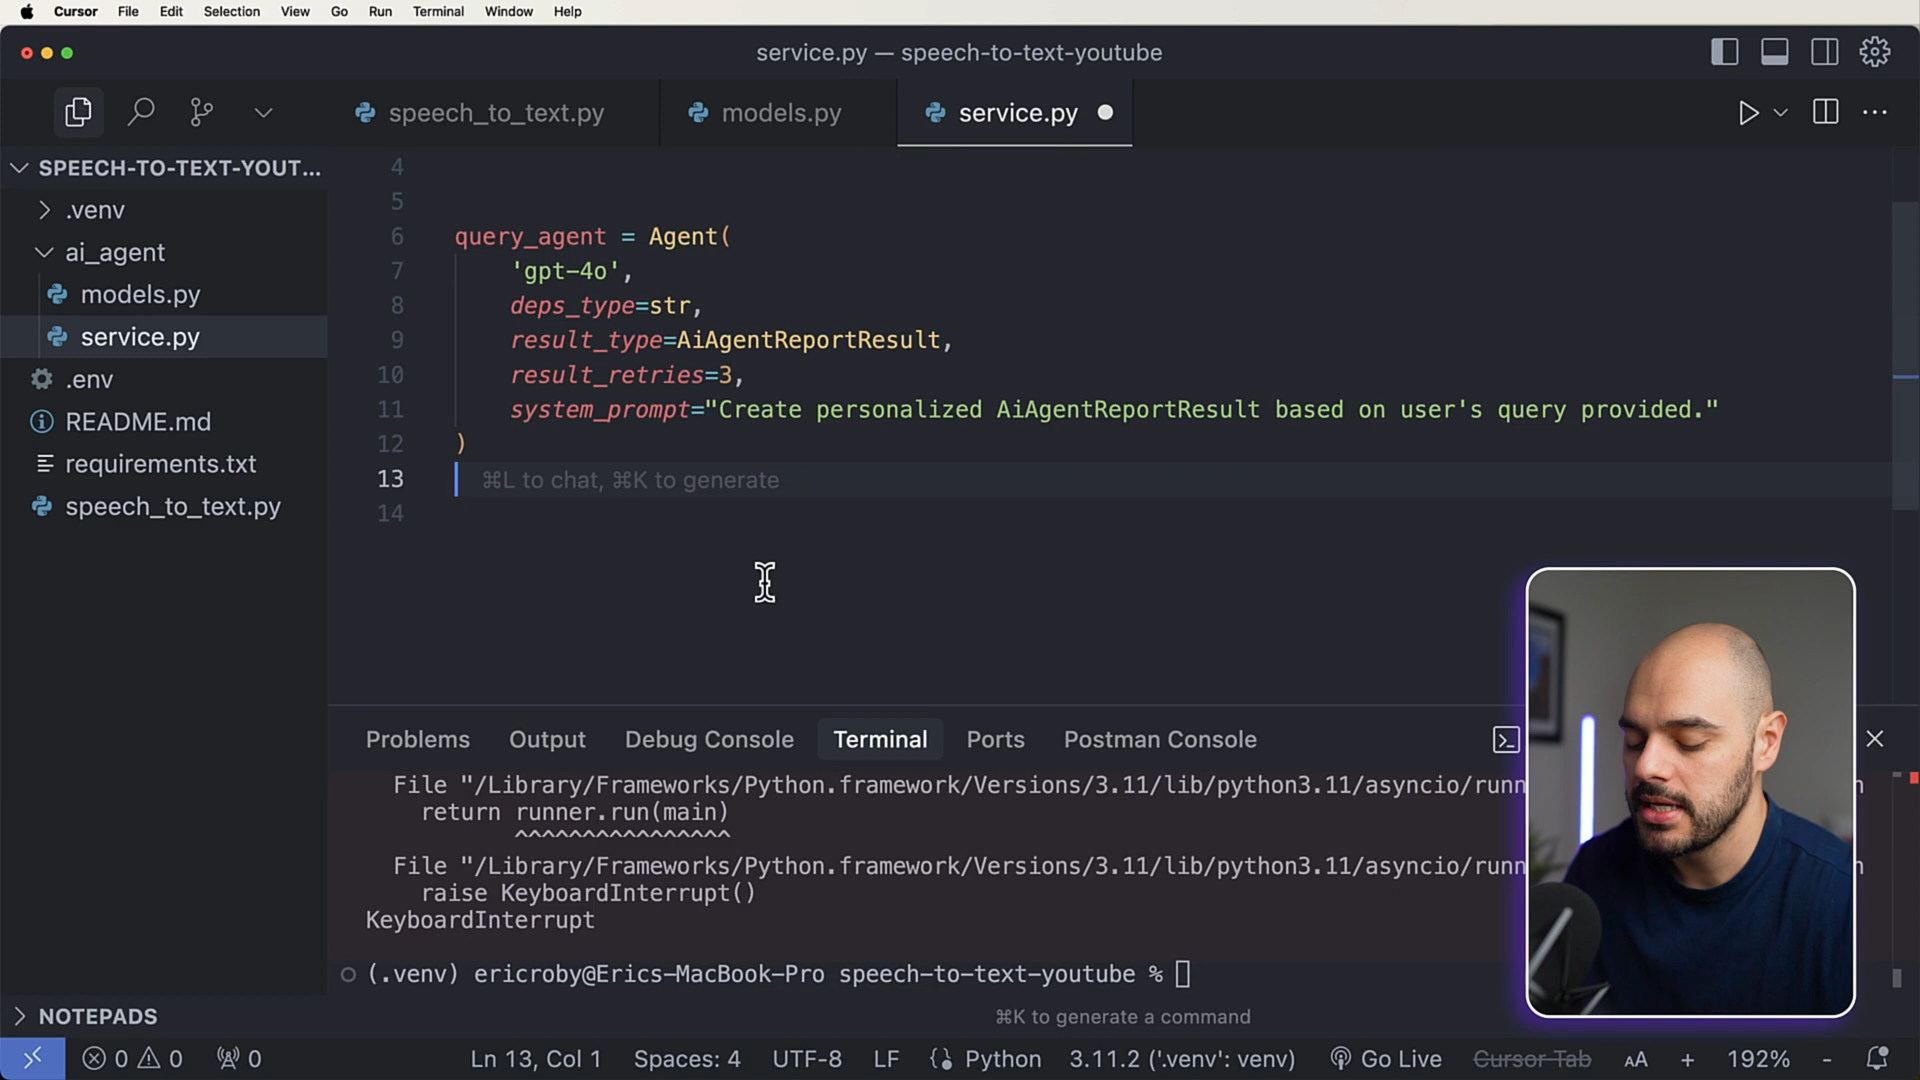 Cursor File Edit Selection View Go Run Terminal Window Help
service.py — speech-to-text-youtube
speech_to_text.py models.py service.py
SPEECH-TO-TEXT-YOUT...
.venv
ai_agent
models.py
service.py
.env
README.md
requirements.txt
speech_to_text.py
4
5
6 query_agent = Agent(
7 'gpt-4o',
8 deps_type=str,
9 result_type=AiAgentReportResult,
10 result_retries=3,
11 system_prompt="Create personalized AiAgentReportResult based on user's query provided."
12 )
13 ⌘L to chat, ⌘K to generate
14
Problems Output Debug Console Terminal Ports Postman Console
File "/Library/Frameworks/Python.framework/Versions/3.11/lib/python3.11/asyncio/runn
return runner.run(main)
^^^^^^^^^^^^^^^^
File "/Library/Frameworks/Python.framework/Versions/3.11/lib/python3.11/asyncio/runn
raise KeyboardInterrupt()
KeyboardInterrupt
(.venv) ericroby@Erics-MacBook-Pro speech-to-text-youtube %
NOTEPADS
⌘K to generate a command
0 0 0 Ln 13, Col 1 Spaces: 4 UTF-8 LF Python 3.11.2 ('.venv': venv) Go Live Cursor Tab AA + 192% -